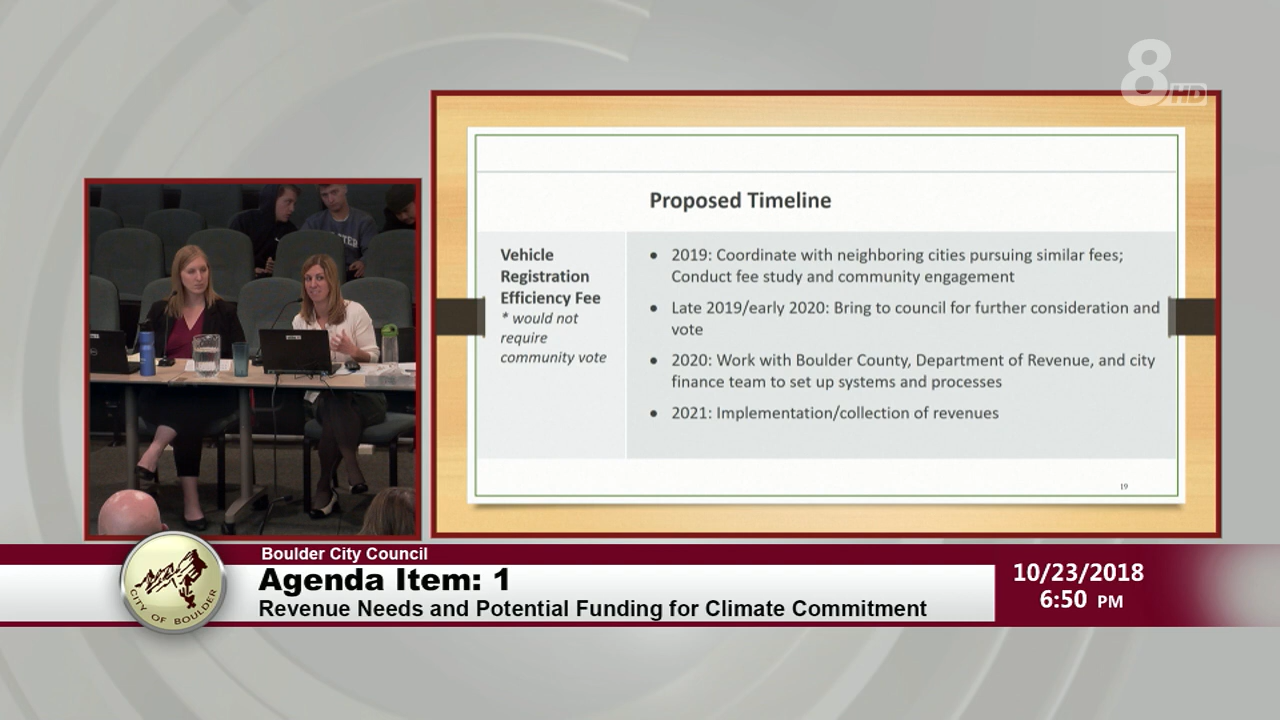 8
HD
Proposed Timeline
Vehicle
Registration
Efficiency Fee
* would not
require
community vote
• 2019: Coordinate with neighboring cities pursuing similar fees;
Conduct fee study and community engagement
• Late 2019/early 2020: Bring to council for further consideration and
vote
• 2020: Work with Boulder County, Department of Revenue, and city
finance team to set up systems and processes
• 2021: Implementation/collection of revenues
19
Boulder City Council
Agenda Item: 1
Revenue Needs and Potential Funding for Climate Commitment
CITY OF BOULDER
10/23/2018
6:50 PM